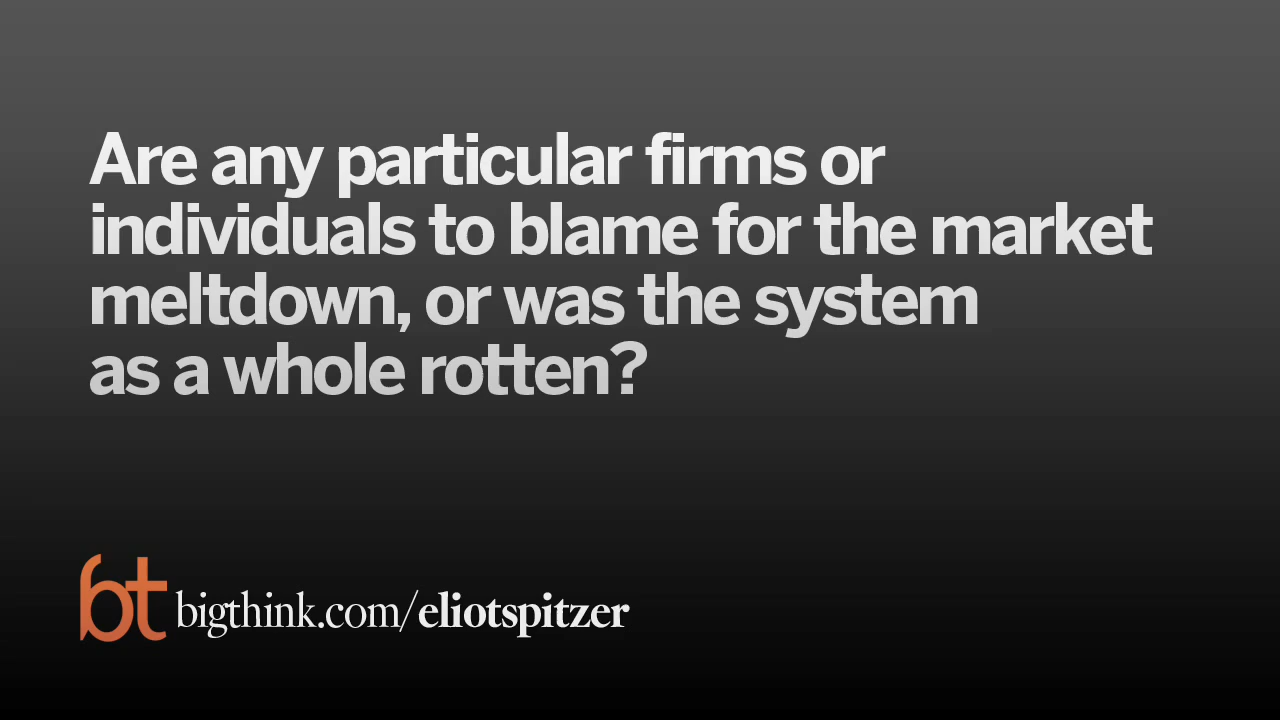 Are any particular firms or
individuals to blame for the market
meltdown, or was the system
as a whole rotten?
bt bigthink.com/eliotspitzer